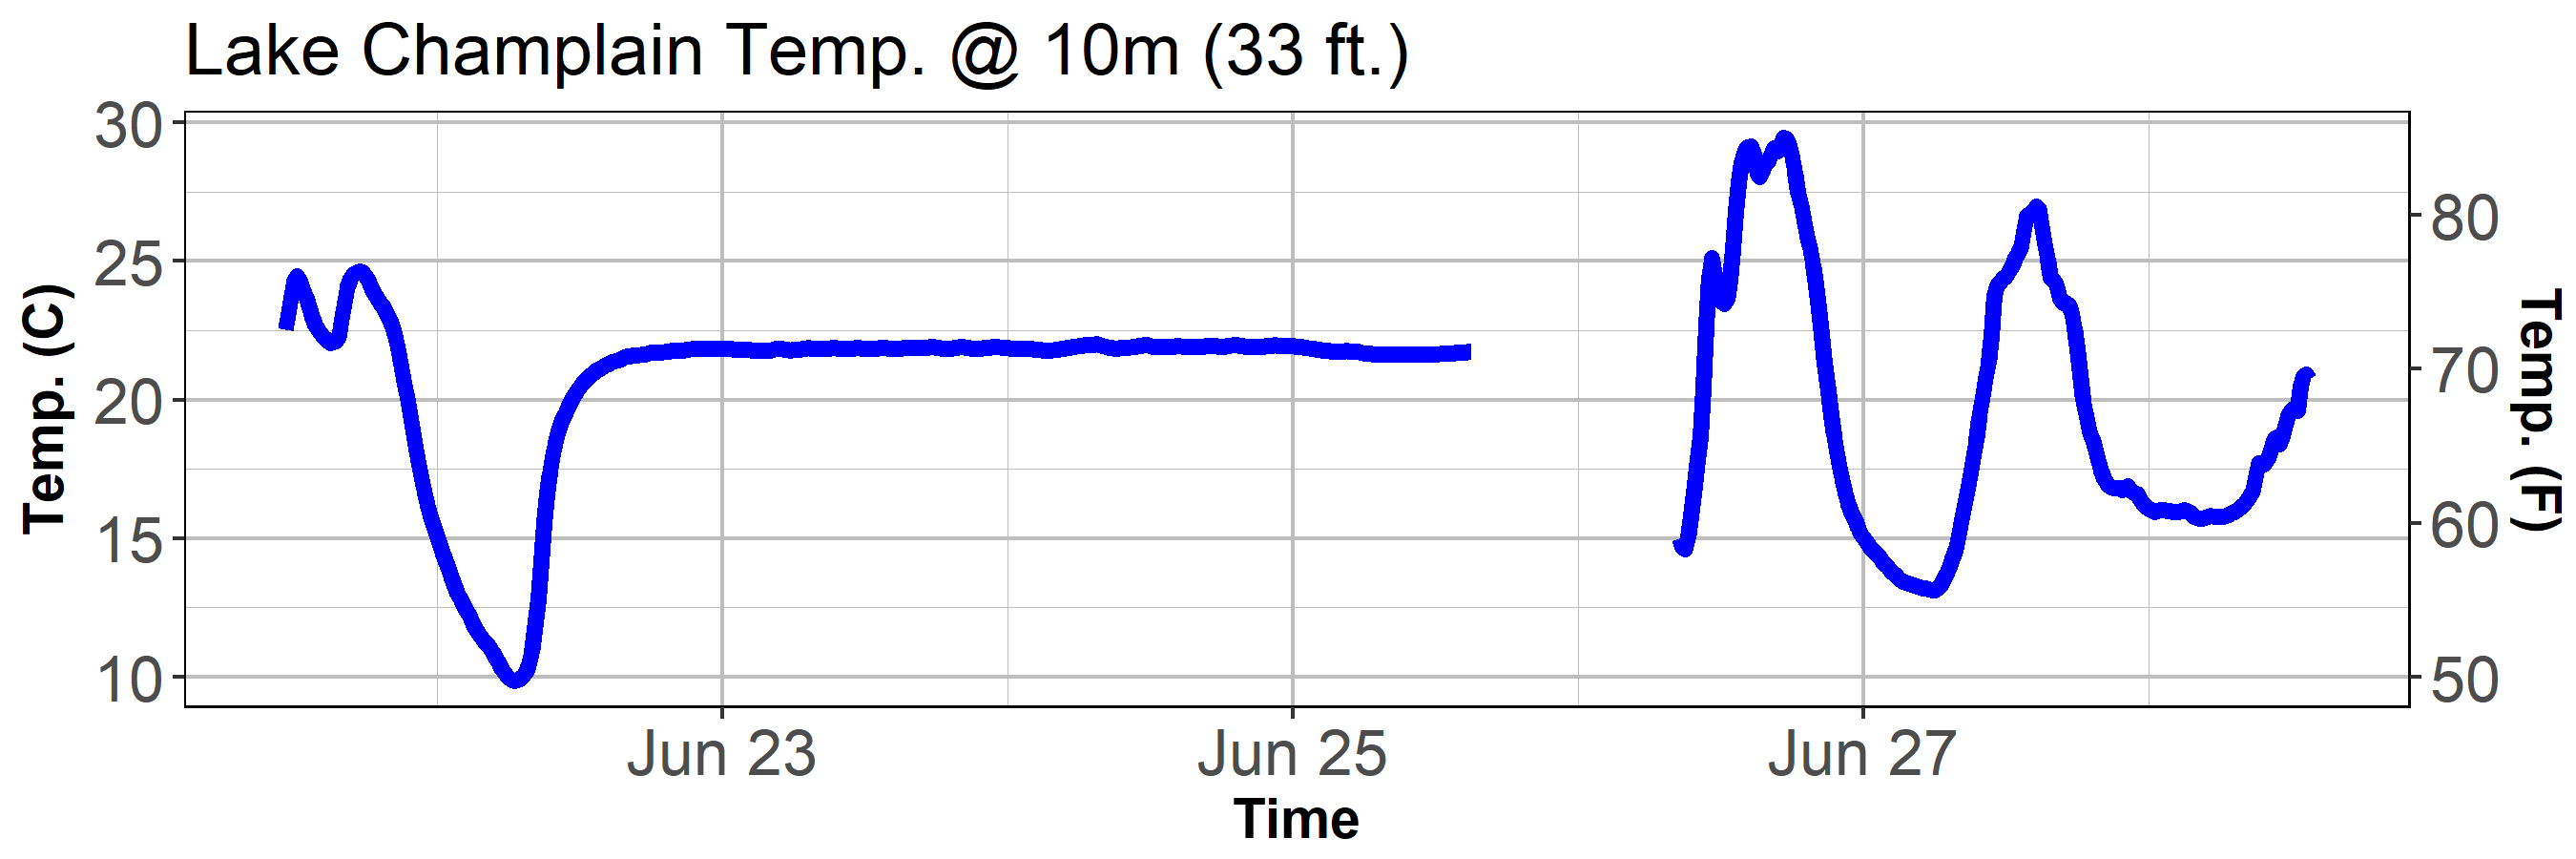 Lake Champlain Temp. @ 10m (33 ft.)
30
25
20
15
10
Temp. (C)
80
70
60
50
Temp. (F)
Jun 23
Jun 25
Jun 27
Time